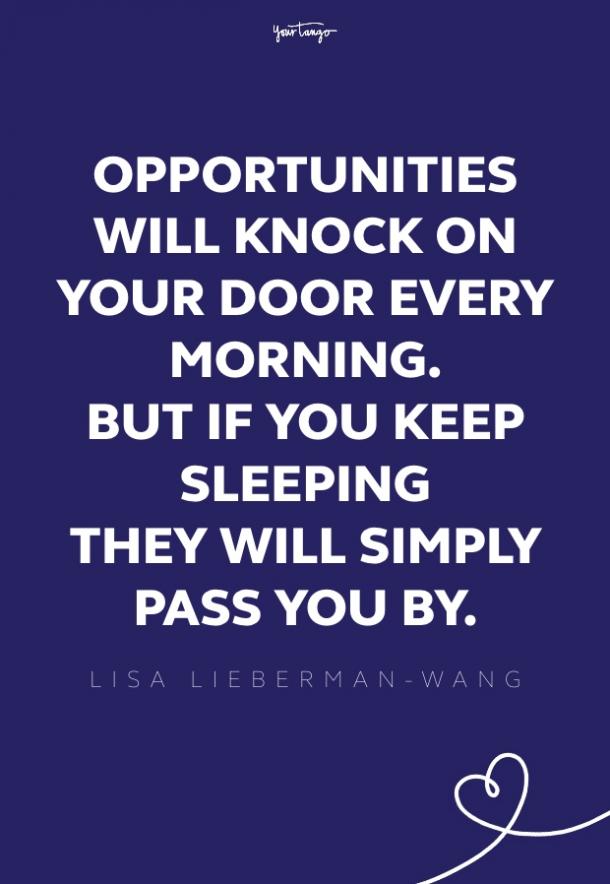 YourTango
OPPORTUNITIES
WILL KNOCK ON
YOUR DOOR EVERY
MORNING.
BUT IF YOU KEEP
SLEEPING
THEY WILL SIMPLY
PASS YOU BY.
LISA LIEBERMAN-WANG